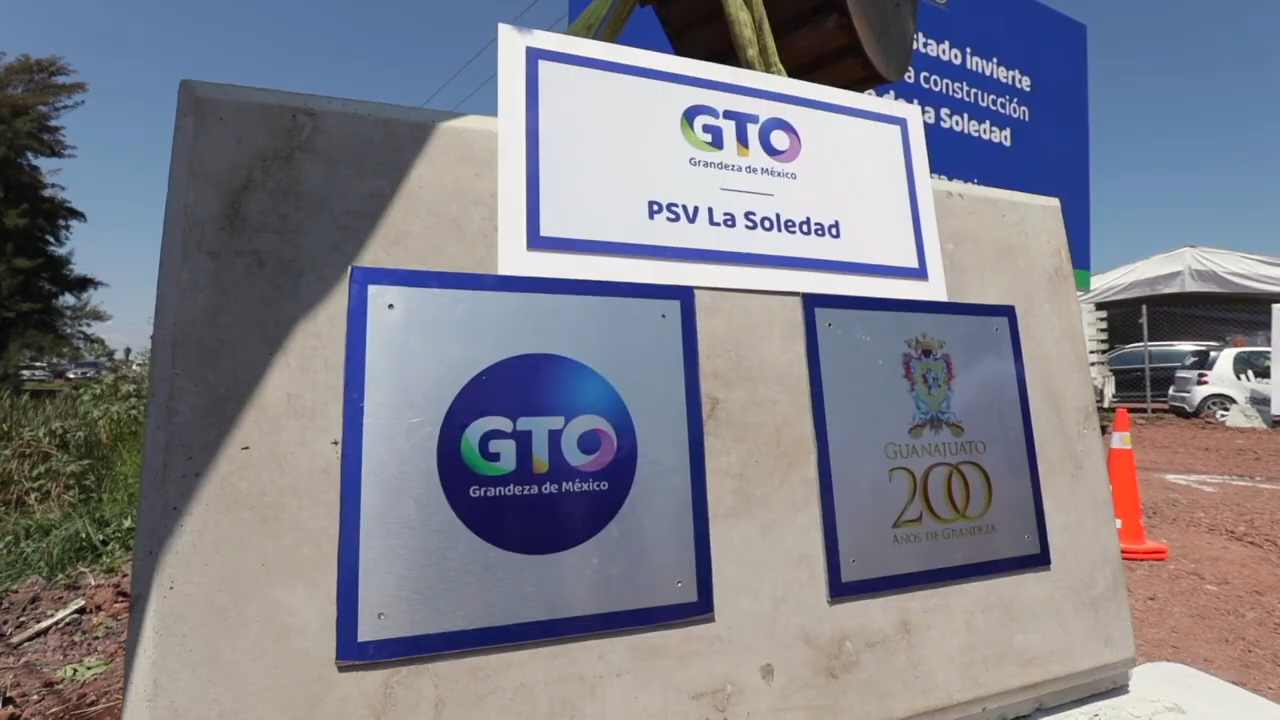 GTO
Grandeza de México
PSV La Soledad
stado invierte
a construcción
La Soledad
GTO
Grandeza de México
GUANAJUATO
200
AÑOS DE GRANDEZA